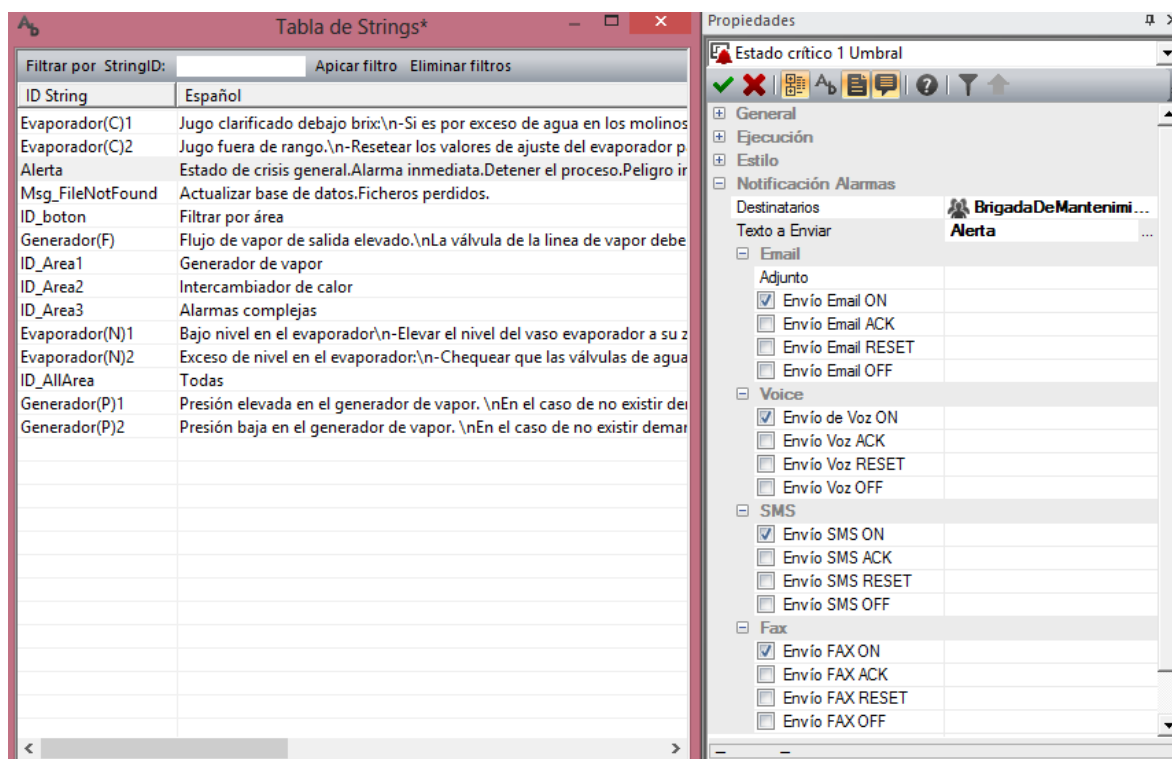 Tabla de Strings*
Filtrar por StringID: Apicar filtro Eliminar filtros
ID String Español
Evaporador(C)1 Jugo clarificado debajo brix:\n-Si es por exceso de agua en los molinos
Evaporador(C)2 Jugo fuera de rango.\n-Resetear los valores de ajuste del evaporador p
Alerta Estado de crisis general.Alarma inmediata.Detener el proceso.Peligro ir
Msg_FileNotFound Actualizar base de datos.Ficheros perdidos.
ID_boton Filtrar por área
Generador(F) Flujo de vapor de salida elevado.\nLa válvula de la linea de vapor debe
ID_Area1 Generador de vapor
ID_Area2 Intercambiador de calor
ID_Area3 Alarmas complejas
Evaporador(N)1 Bajo nivel en el evaporador\n-Elevar el nivel del vaso evaporador a su z
Evaporador(N)2 Exceso de nivel en el evaporador:\n-Chequear que las válvulas de agua
ID_AllArea Todas
Generador(P)1 Presión elevada en el generador de vapor. \nEn el caso de no existir der
Generador(P)2 Presión baja en el generador de vapor. \nEn el caso de no existir demar
Propiedades
Estado crítico 1 Umbral
General
Ejecución
Estilo
Notificación Alarmas
Destinatarios BrigadaDeMantenimi...
Texto a Enviar Alerta ...
Email
Adjunto
Envío Email ON
Envío Email ACK
Envío Email RESET
Envío Email OFF
Voice
Envío de Voz ON
Envío Voz ACK
Envío Voz RESET
Envío Voz OFF
SMS
Envío SMS ON
Envío SMS ACK
Envío SMS RESET
Envío SMS OFF
Fax
Envío FAX ON
Envío FAX ACK
Envío FAX RESET
Envío FAX OFF